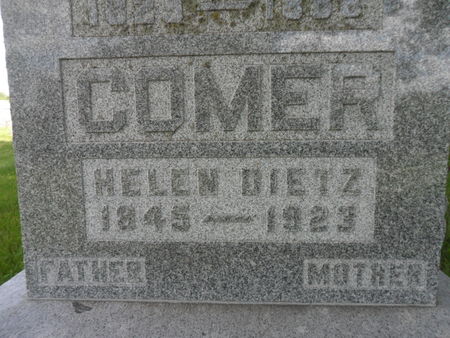 COMER
HELEN DIETZ
1845 — 1923
FATHER MOTHER